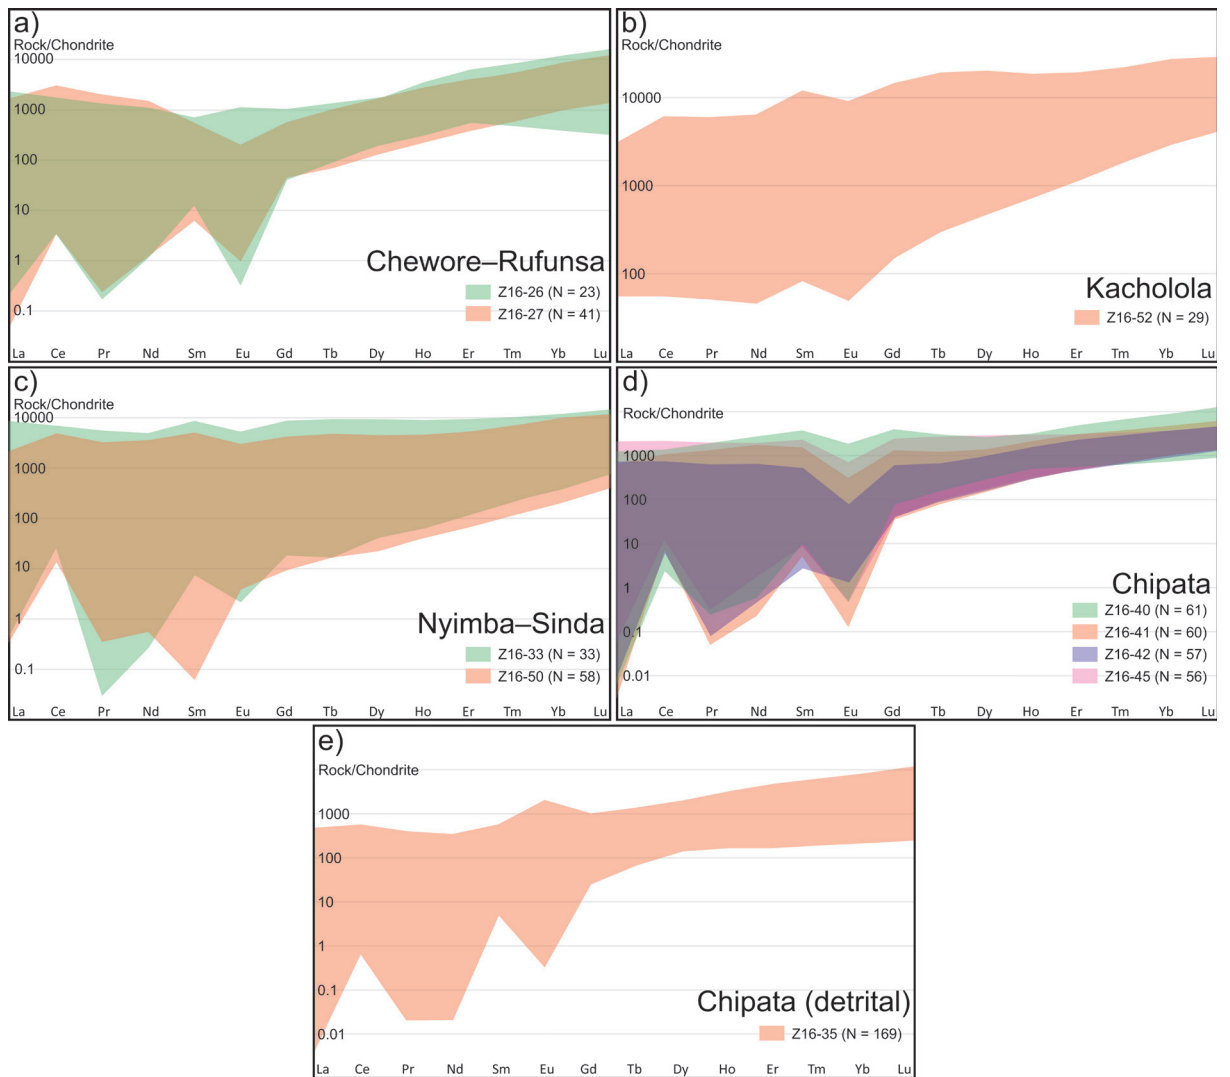 a)
Rock/Chondrite
10000
1000
100
10
1
0.1
Chewore–Rufunsa
Z16-26 (N = 23)
Z16-27 (N = 41)
La Ce Pr Nd Sm Eu Gd Tb Dy Ho Er Tm Yb Lu
b)
Rock/Chondrite
10000
1000
100
Kacholola
Z16-52 (N = 29)
La Ce Pr Nd Sm Eu Gd Tb Dy Ho Er Tm Yb Lu
c)
Rock/Chondrite
10000
1000
100
10
1
0.1
Nyimba–Sinda
Z16-33 (N = 33)
Z16-50 (N = 58)
La Ce Pr Nd Sm Eu Gd Tb Dy Ho Er Tm Yb Lu
d)
Rock/Chondrite
1000
100
10
1
0.1
0.01
Chipata
Z16-40 (N = 61)
Z16-41 (N = 60)
Z16-42 (N = 57)
Z16-45 (N = 56)
La Ce Pr Nd Sm Eu Gd Tb Dy Ho Er Tm Yb Lu
e)
Rock/Chondrite
1000
100
10
1
0.1
0.01
Chipata (detrital)
Z16-35 (N = 169)
La Ce Pr Nd Sm Eu Gd Tb Dy Ho Er Tm Yb Lu